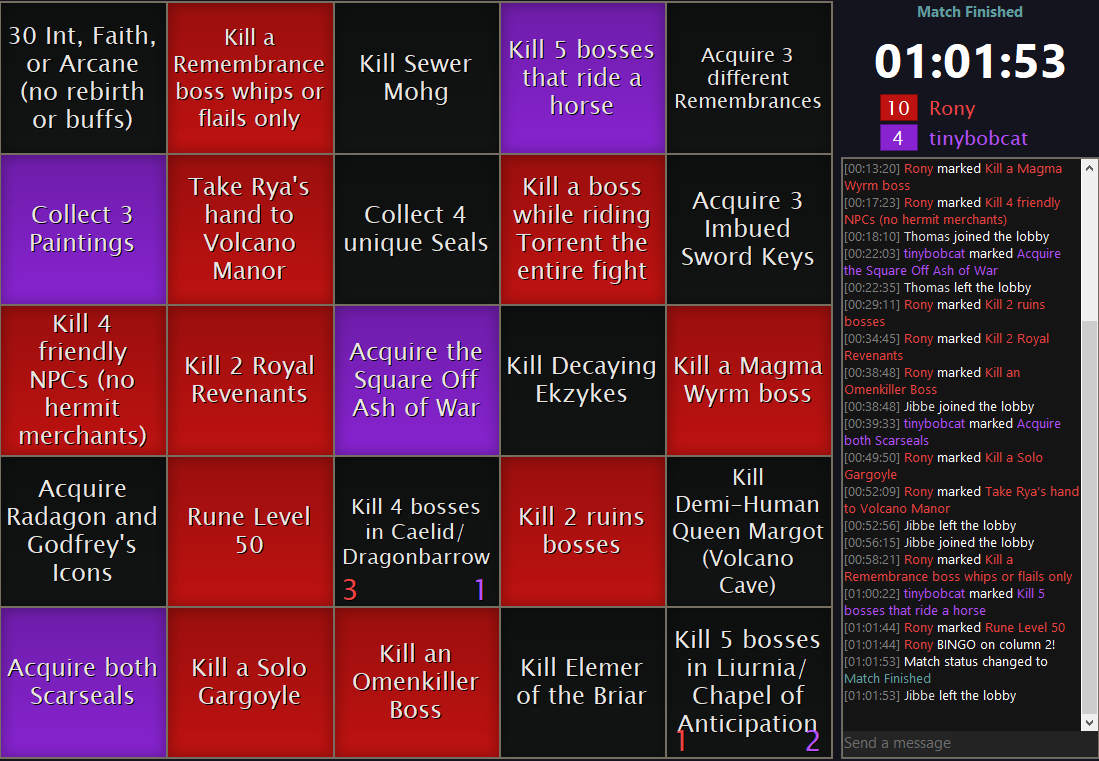 30 Int, Faith,
or Arcane
(no rebirth
or buffs)
Kill a
Remembrance
boss whips or
flails only
Kill Sewer
Mohg
Kill 5 bosses
that ride a
horse
Acquire 3
different
Remembrances
Collect 3
Paintings
Take Rya's
hand to
Volcano
Manor
Collect 4
unique Seals
Kill a boss
while riding
Torrent the
entire fight
Acquire 3
Imbued
Sword Keys
Kill 4
friendly
NPCs (no
hermit
merchants)
Kill 2 Royal
Revenants
Acquire the
Square Off
Ash of War
Kill Decaying
Ekzykes
Kill a Magma
Wyrm boss
Acquire
Radagon and
Godfrey's
Icons
Rune Level
50
Kill 4 bosses
in Caelid/
Dragonbarrow
3 1
Kill 2 ruins
bosses
Kill
Demi-Human
Queen Margot
(Volcano
Cave)
Acquire both
Scarseals
Kill a Solo
Gargoyle
Kill an
Omenkiller
Boss
Kill Elemer
of the Briar
Kill 5 bosses
in Liurnia/
Chapel of
Anticipation
1 2
Match Finished
01:01:53
10 Rony
4 tinybobcat
[00:13:20] Rony marked Kill a Magma
Wyrm boss
[00:17:23] Rony marked Kill 4 friendly
NPCs (no hermit merchants)
[00:18:10] Thomas joined the lobby
[00:22:03] tinybobcat marked Acquire
the Square Off Ash of War
[00:22:35] Thomas left the lobby
[00:29:11] Rony marked Kill 2 ruins
bosses
[00:34:45] Rony marked Kill 2 Royal
Revenants
[00:38:48] Rony marked Kill an
Omenkiller Boss
[00:38:48] Jibbe joined the lobby
[00:39:33] tinybobcat marked Acquire
both Scarseals
[00:49:50] Rony marked Kill a Solo
Gargoyle
[00:52:09] Rony marked Take Rya's hand
to Volcano Manor
[00:52:56] Jibbe left the lobby
[00:56:15] Jibbe joined the lobby
[00:58:21] Rony marked Kill a
Remembrance boss whips or flails only
[01:00:22] tinybobcat marked Kill 5
bosses that ride a horse
[01:01:44] Rony marked Rune Level 50
[01:01:44] Rony BINGO on column 2!
[01:01:53] Match status changed to
Match Finished
[01:01:53] Jibbe left the lobby
Send a message